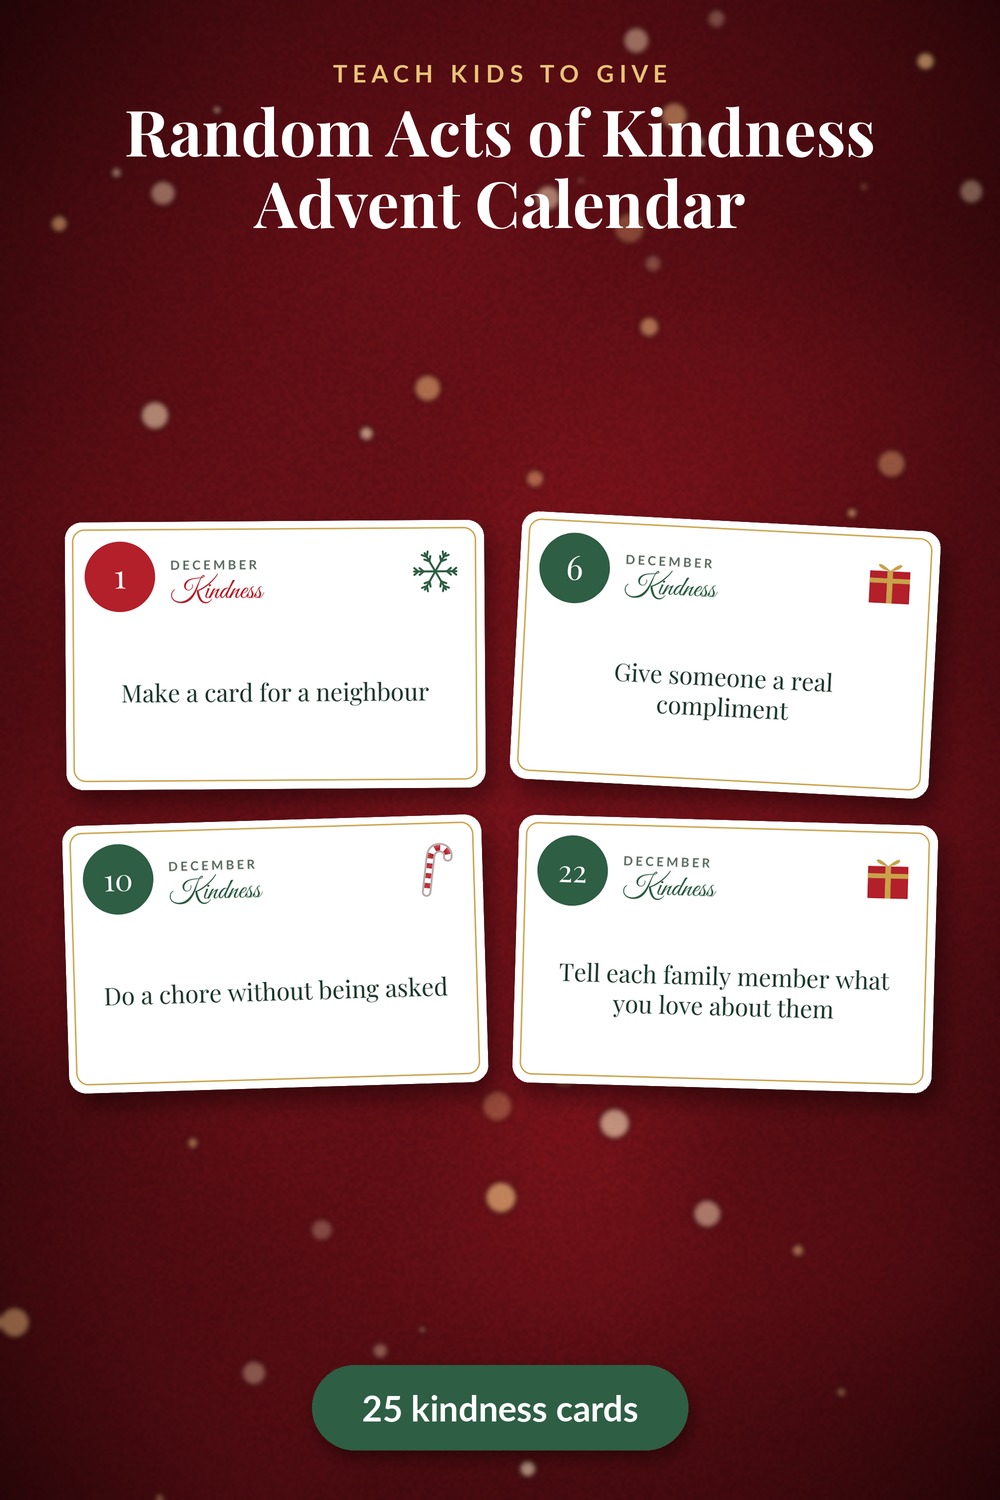 TEACH KIDS TO GIVE
Random Acts of Kindness
Advent Calendar
1
DECEMBER
Kindness
Make a card for a neighbour
6
DECEMBER
Kindness
Give someone a real
compliment
10
DECEMBER
Kindness
Do a chore without being asked
22
DECEMBER
Kindness
Tell each family member what
you love about them
25 kindness cards